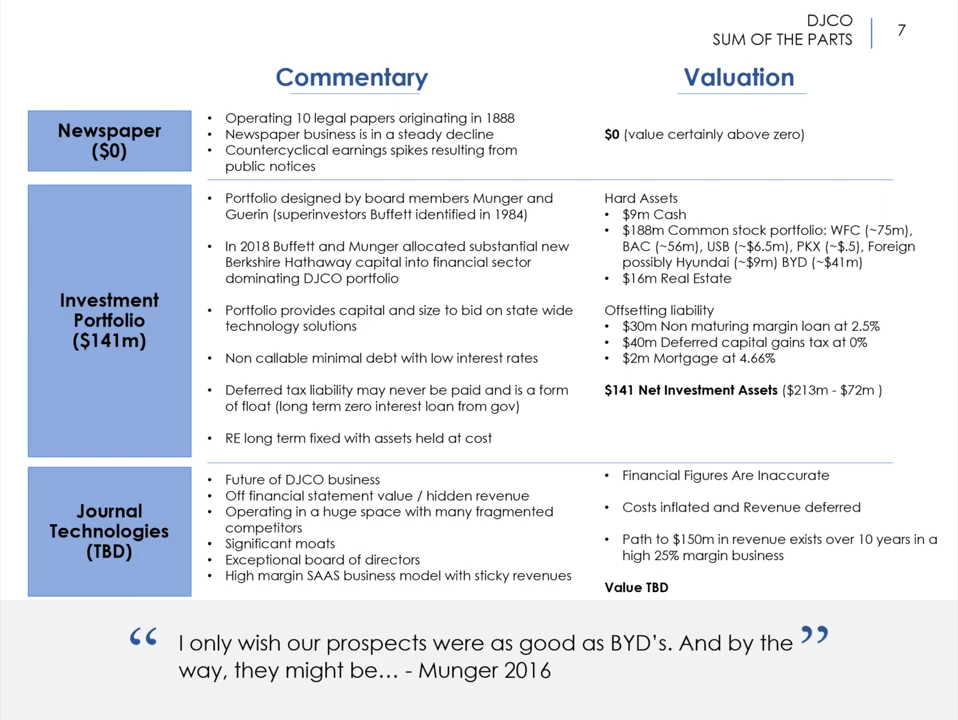 DJCO
SUM OF THE PARTS
7
Commentary
Valuation
Newspaper
($0)
• Operating 10 legal papers originating in 1888
• Newspaper business is in a steady decline
• Countercyclical earnings spikes resulting from
public notices
$0 (value certainly above zero)
Investment
Portfolio
($141m)
• Portfolio designed by board members Munger and
Guerin (superinvestors Buffett identified in 1984)
• In 2018 Buffett and Munger allocated substantial new
Berkshire Hathaway capital into financial sector
dominating DJCO portfolio
• Portfolio provides capital and size to bid on state wide
technology solutions
• Non callable minimal debt with low interest rates
• Deferred tax liability may never be paid and is a form
of float (long term zero interest loan from gov)
• RE long term fixed with assets held at cost
Hard Assets
• $9m Cash
• $188m Common stock portfolio: WFC (~75m),
BAC (~56m), USB (~$6.5m), PKX (~$.5), Foreign
possibly Hyundai (~$9m) BYD (~$41m)
• $16m Real Estate
Offsetting liability
• $30m Non maturing margin loan at 2.5%
• $40m Deferred capital gains tax at 0%
• $2m Mortgage at 4.66%
$141 Net Investment Assets ($213m - $72m )
Journal
Technologies
(TBD)
• Future of DJCO business
• Off financial statement value / hidden revenue
• Operating in a huge space with many fragmented
competitors
• Significant moats
• Exceptional board of directors
• High margin SAAS business model with sticky revenues
• Financial Figures Are Inaccurate
• Costs inflated and Revenue deferred
• Path to $150m in revenue exists over 10 years in a
high 25% margin business
Value TBD
“ I only wish our prospects were as good as BYD’s. And by the ”
way, they might be… - Munger 2016